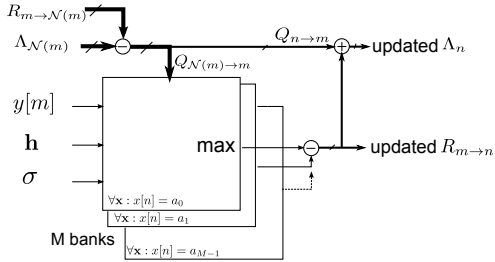 R_{m→𝒩(m)}
Λ_{𝒩(m)}
Q_{n→m}
updated Λ_n
Q_{𝒩(m)→m}
y[m]
h
σ
max
updated R_{m→n}
∀x : x[n] = a_0
∀x : x[n] = a_1
M banks
∀x : x[n] = a_{M−1}